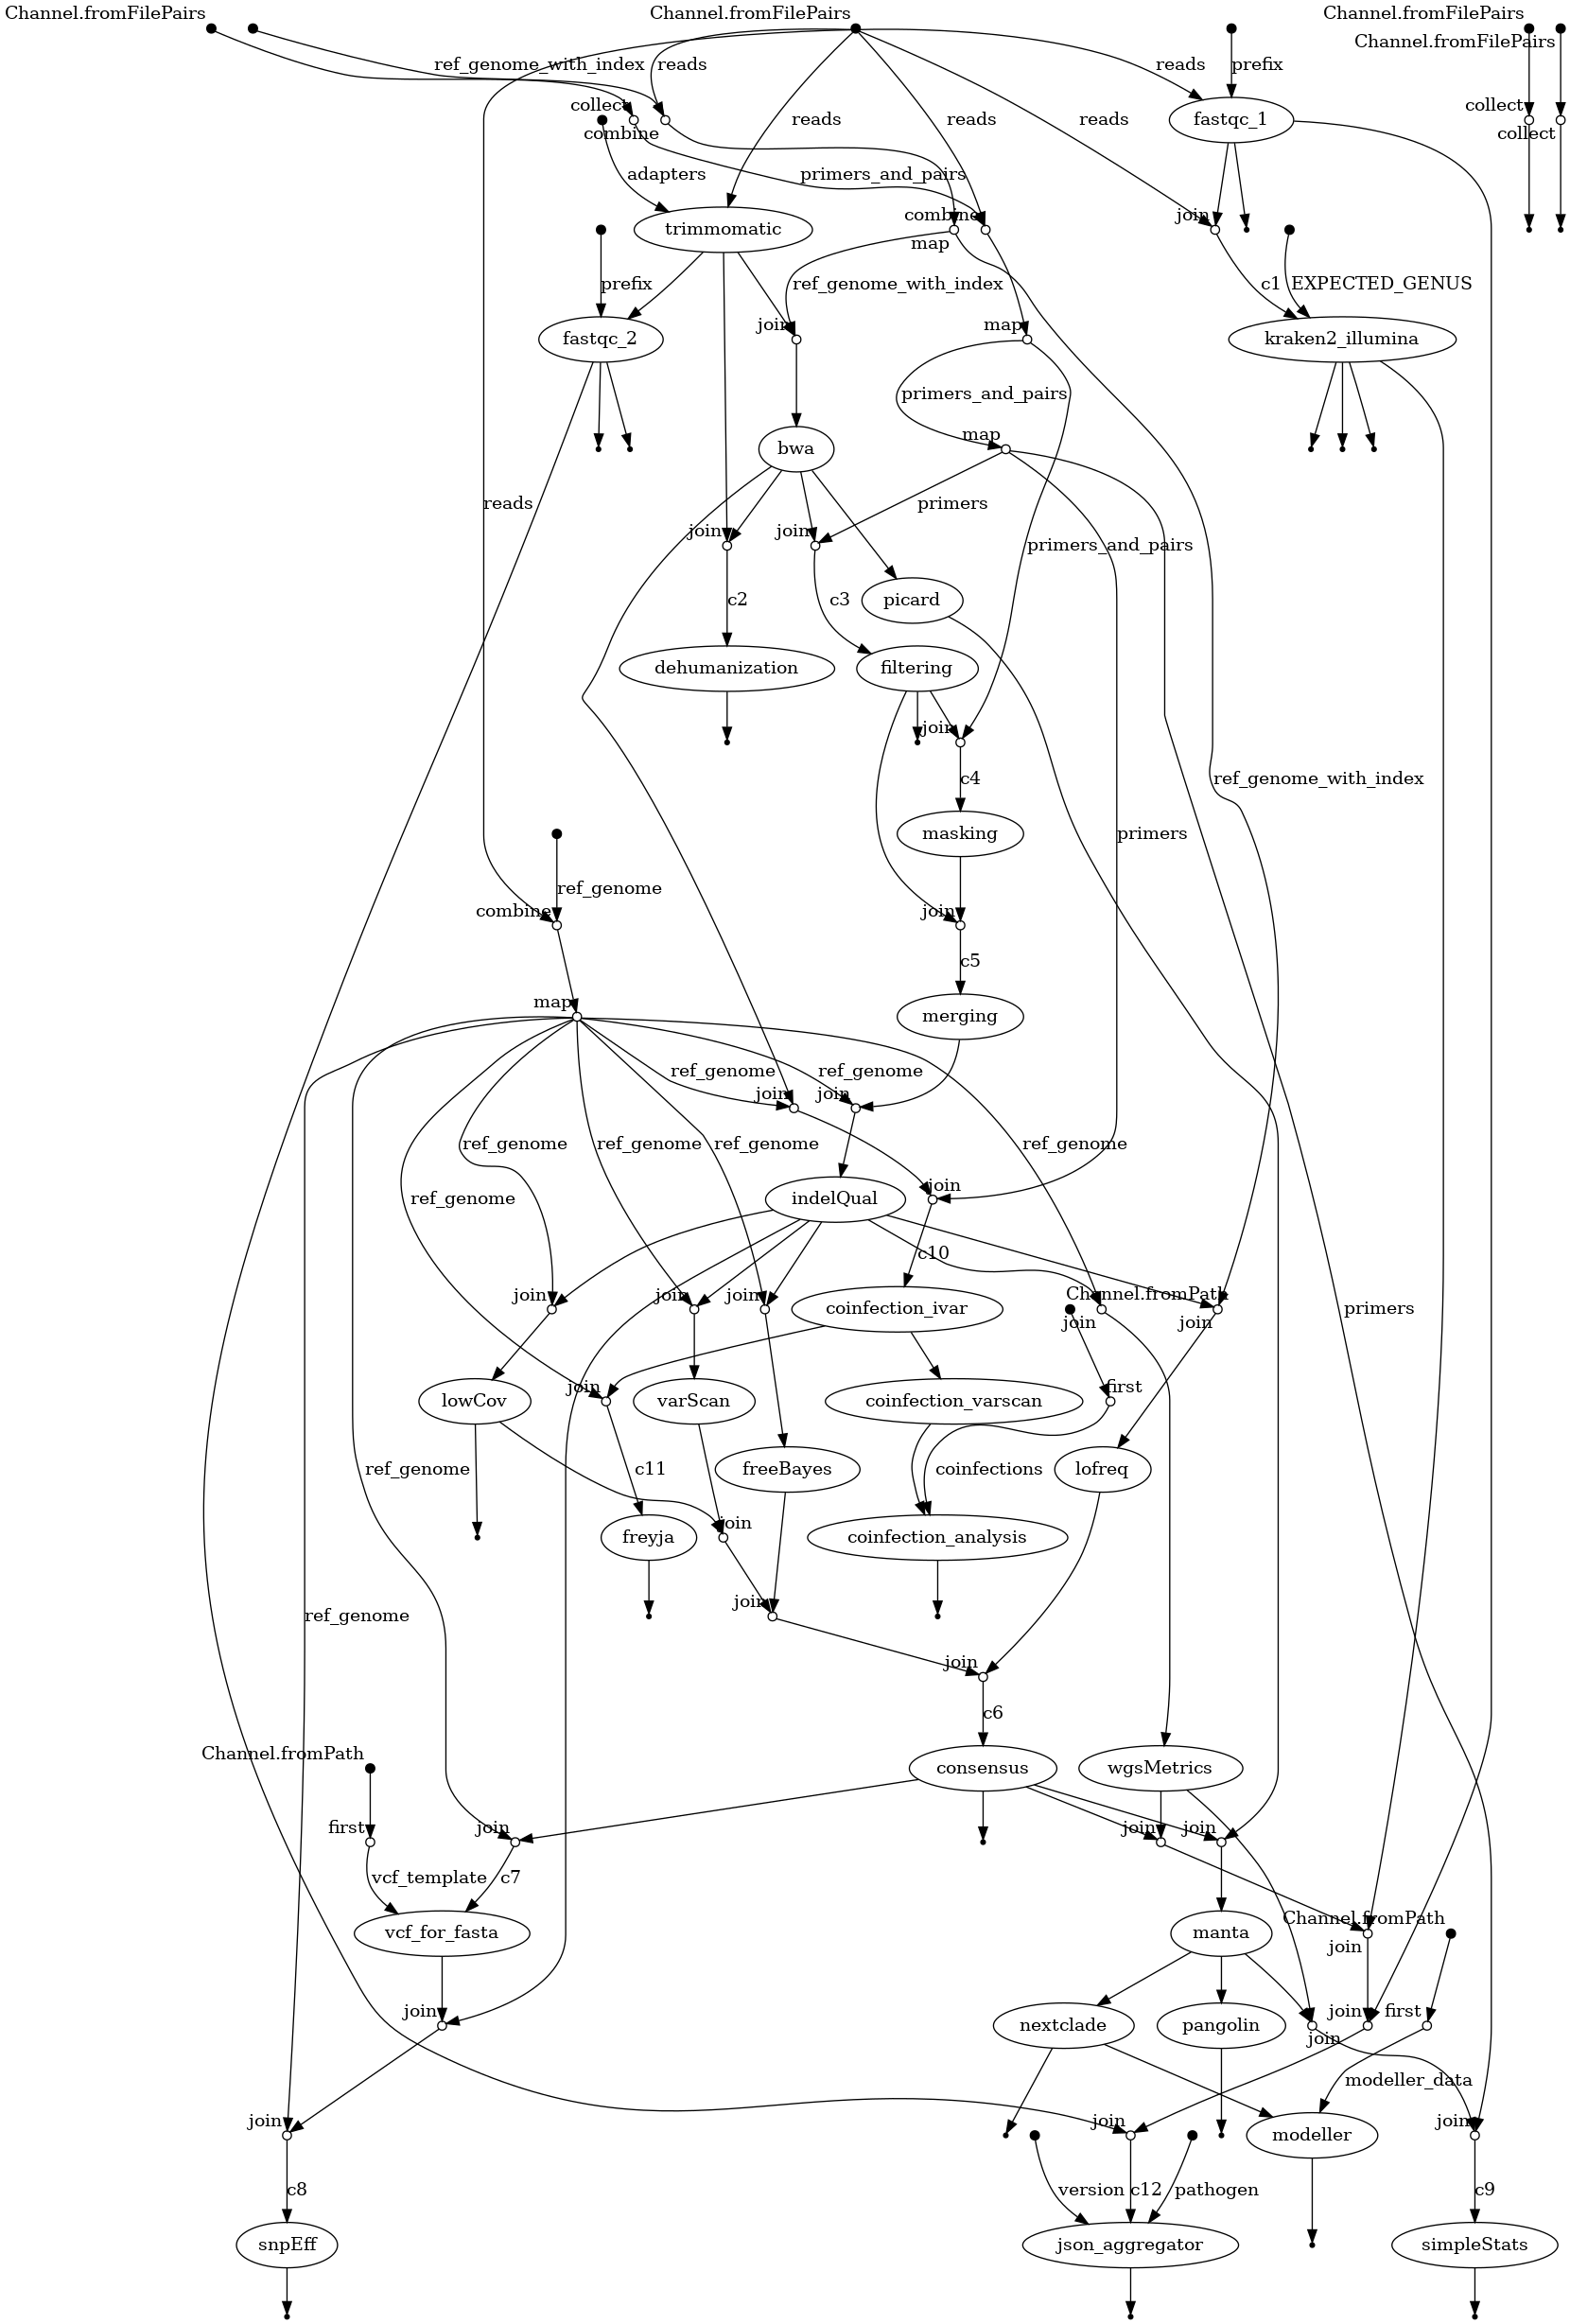 Channel.fromFilePairs
Channel.fromFilePairs
Channel.fromFilePairs
Channel.fromFilePairs
ref_genome_with_index
reads
reads
prefix
collect
combine
reads
reads
reads
fastqc_1
collect
collect
adapters
primers_and_pairs
combine
map
join
trimmomatic
prefix
ref_genome_with_index
c1
EXPECTED_GENUS
fastqc_2
join
map
kraken2_illumina
primers_and_pairs
bwa
map
reads
primers
join
join
primers_and_pairs
c2
c3
picard
dehumanization
filtering
join
c4
ref_genome_with_index
masking
primers
ref_genome
combine
join
c5
map
merging
ref_genome
ref_genome
join
join
ref_genome
ref_genome
ref_genome
ref_genome
ref_genome
indelQual
join
c10
join
join
join
coinfection_ivar
Channel.fromPath
join
join
primers
join
first
lowCov
varScan
coinfection_varscan
ref_genome
c11
freeBayes
coinfections
lofreq
freyja
join
coinfection_analysis
join
ref_genome
join
c6
Channel.fromPath
consensus
wgsMetrics
first
join
join
join
vcf_template
c7
vcf_for_fasta
manta
Channel.fromPath
join
join
nextclade
pangolin
join
join
first
modeller_data
join
join
modeller
join
c8
version
c12
pathogen
c9
snpEff
json_aggregator
simpleStats